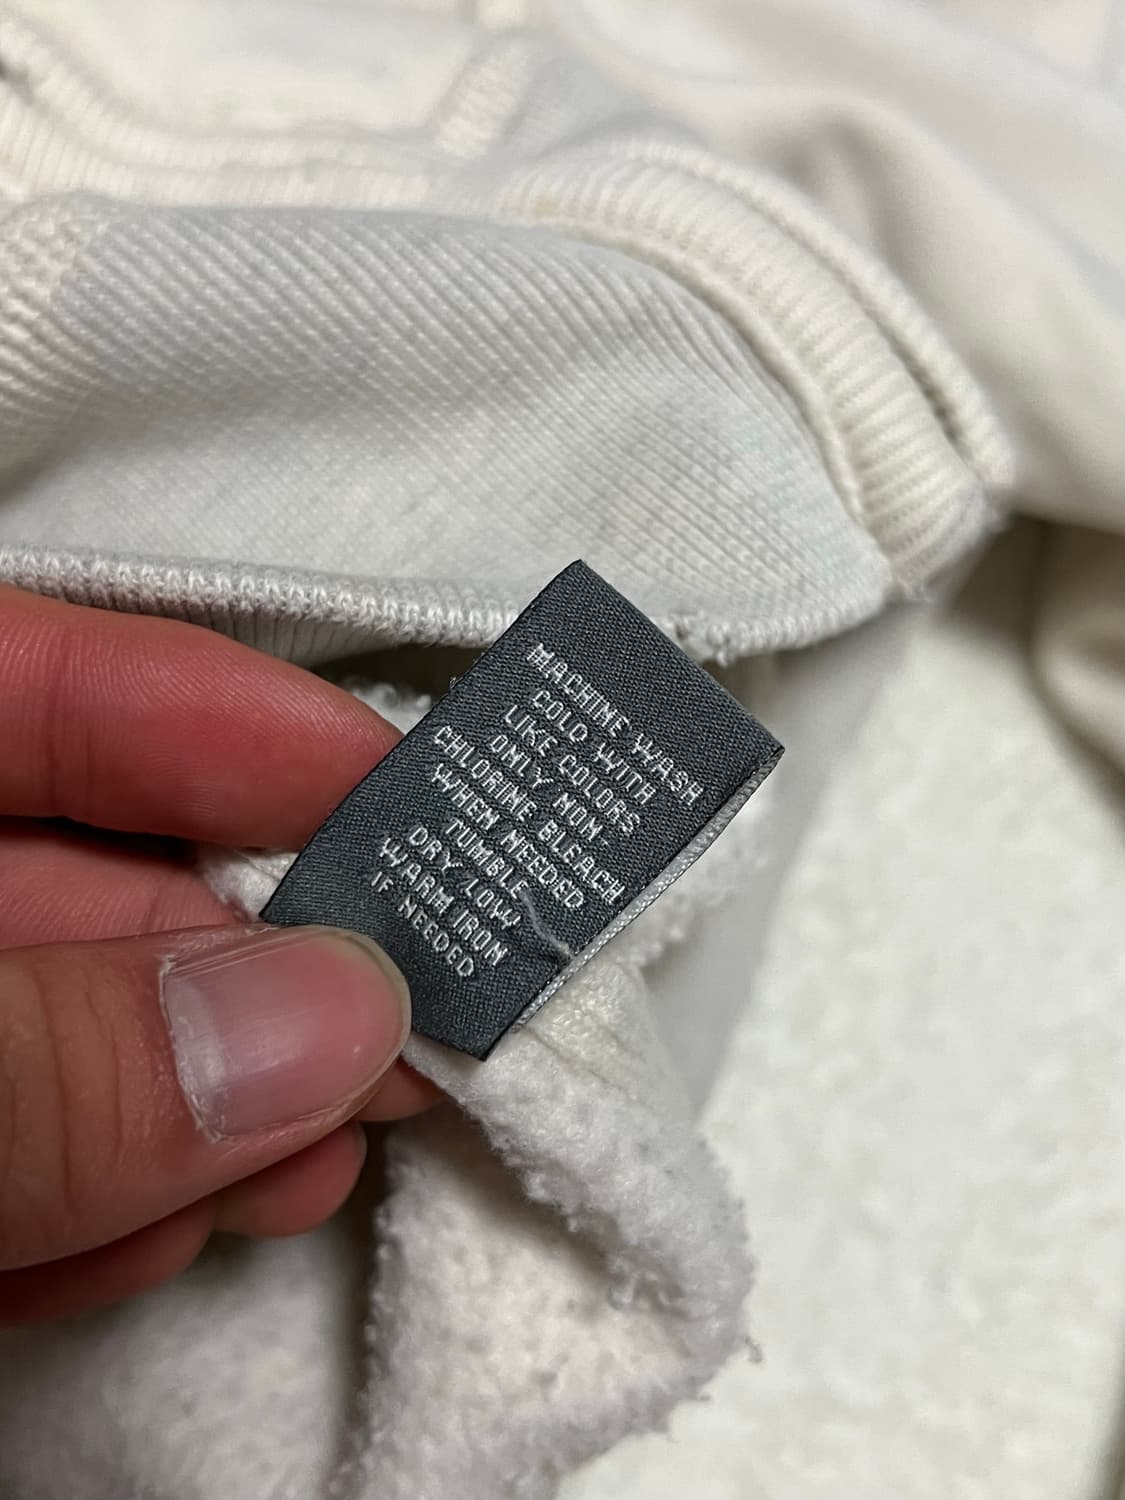 MACHINE WASH
COLD WITH
LIKE COLORS
ONLY NON-
CHLORINE BLEACH
WHEN NEEDED
TUMBLE
DRY LOW
WARM IRON
IF
NEEDED